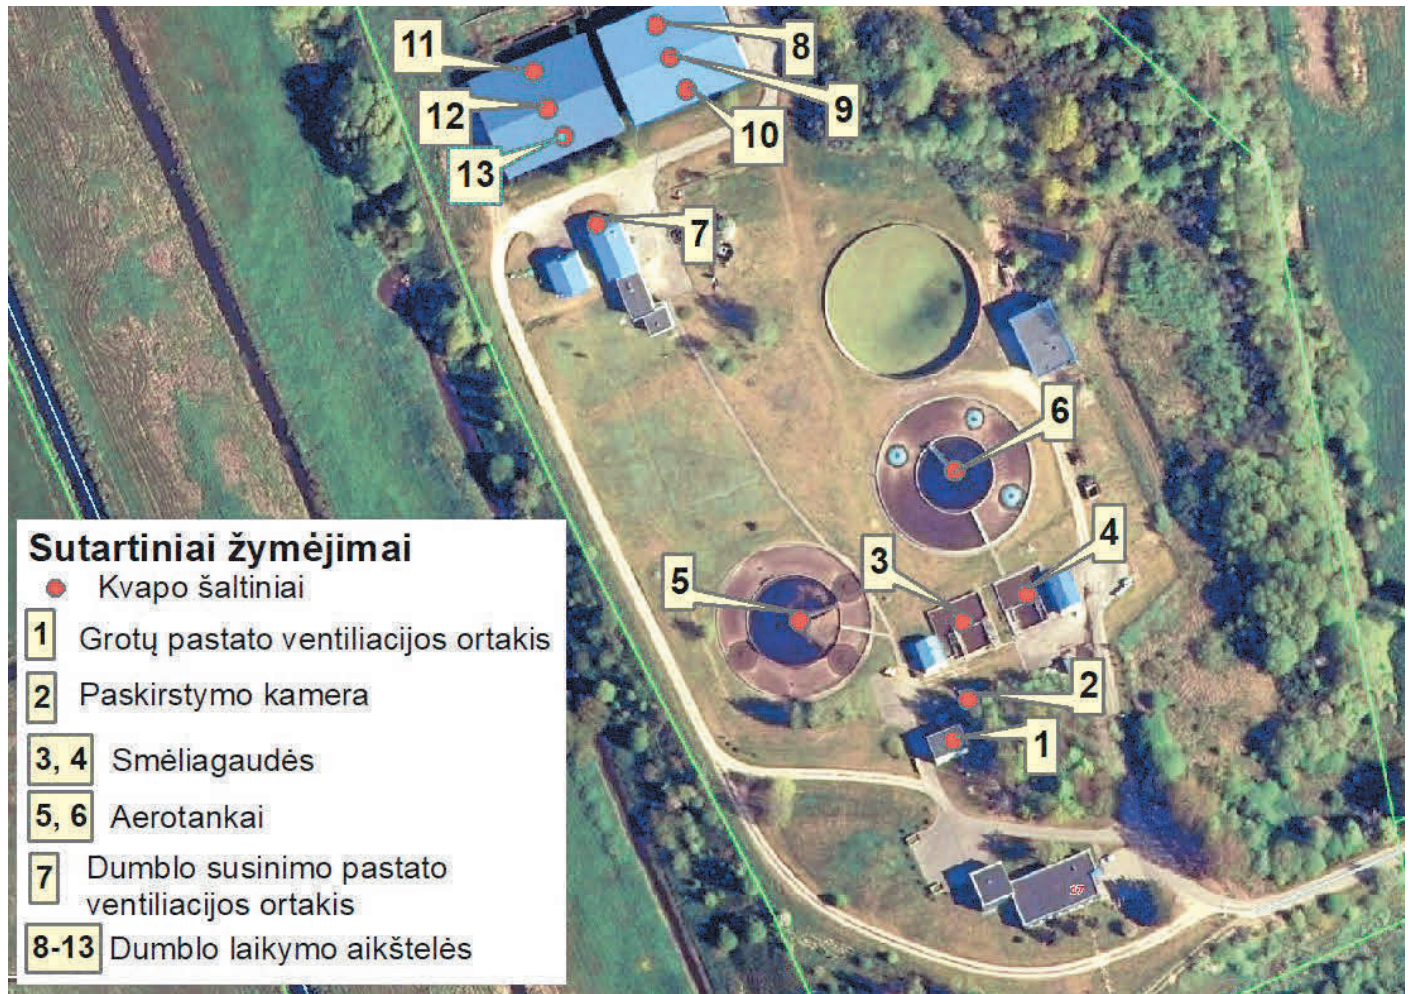 11
8
12
9
10
13
7
6
4
3
5
2
1
Sutartiniai žymėjimai
Kvapo šaltiniai
1 Grotų pastato ventiliacijos ortakis
2 Paskirstymo kamera
3, 4 Smėliagaudės
5, 6 Aerotankai
7 Dumblo susinimo pastato
ventiliacijos ortakis
8-13 Dumblo laikymo aikštelės